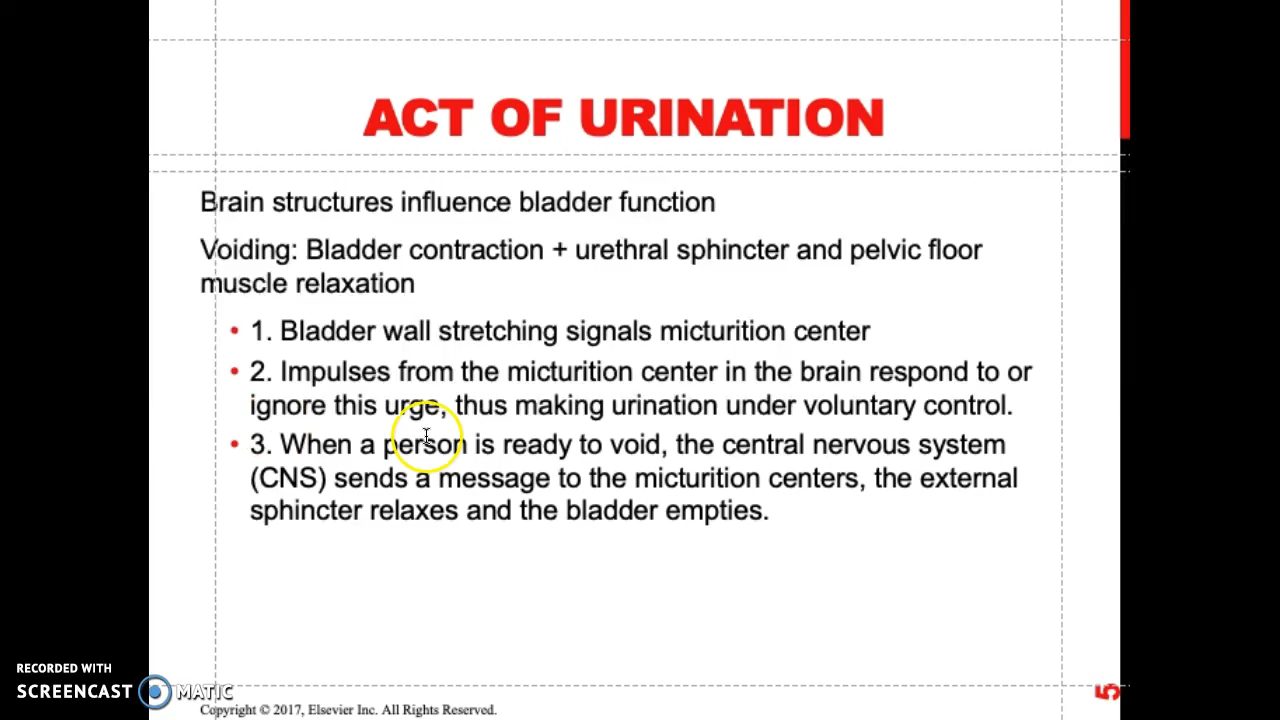 ACT OF URINATION
Brain structures influence bladder function
Voiding: Bladder contraction + urethral sphincter and pelvic floor
muscle relaxation
• 1. Bladder wall stretching signals micturition center
• 2. Impulses from the micturition center in the brain respond to or
ignore this urge, thus making urination under voluntary control.
• 3. When a person is ready to void, the central nervous system
(CNS) sends a message to the micturition centers, the external
sphincter relaxes and the bladder empties.
RECORDED WITH
SCREENCAST MATIC
5
Copyright © 2017, Elsevier Inc. All Rights Reserved.